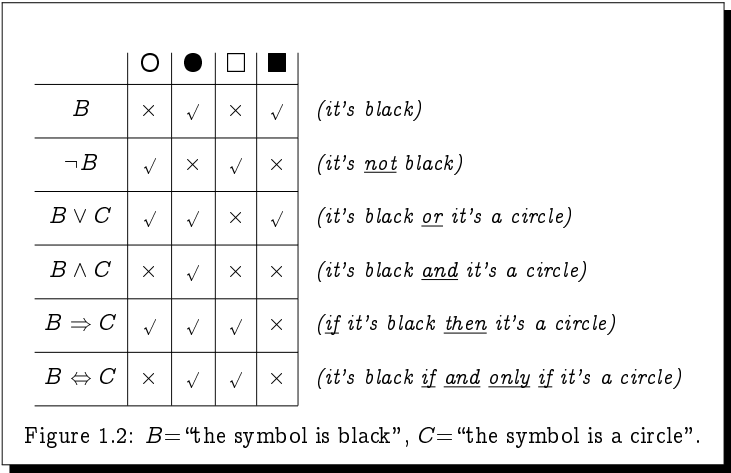 ○ ● □ ■
B × √ × √ (it's black)
¬B √ × √ × (it's not black)
B ∨ C √ √ × √ (it's black or it's a circle)
B ∧ C × √ × × (it's black and it's a circle)
B ⇒ C √ √ √ × (if it's black then it's a circle)
B ⇔ C × √ √ × (it's black if and only if it's a circle)
Figure 1.2: B=“the symbol is black”, C=“the symbol is a circle”.